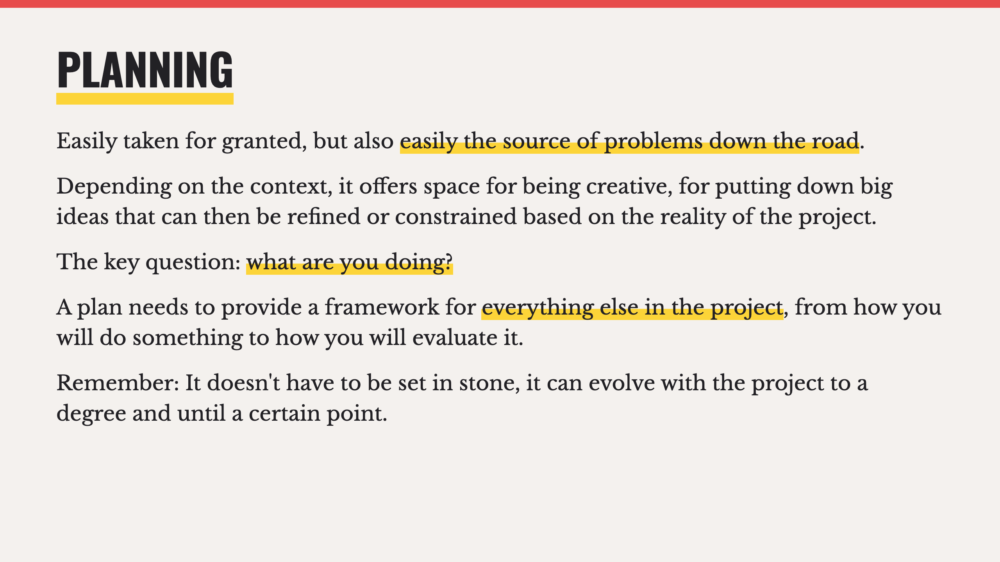 PLANNING
Easily taken for granted, but also easily the source of problems down the road.
Depending on the context, it offers space for being creative, for putting down big
ideas that can then be refined or constrained based on the reality of the project.
The key question: what are you doing?
A plan needs to provide a framework for everything else in the project, from how you
will do something to how you will evaluate it.
Remember: It doesn't have to be set in stone, it can evolve with the project to a
degree and until a certain point.